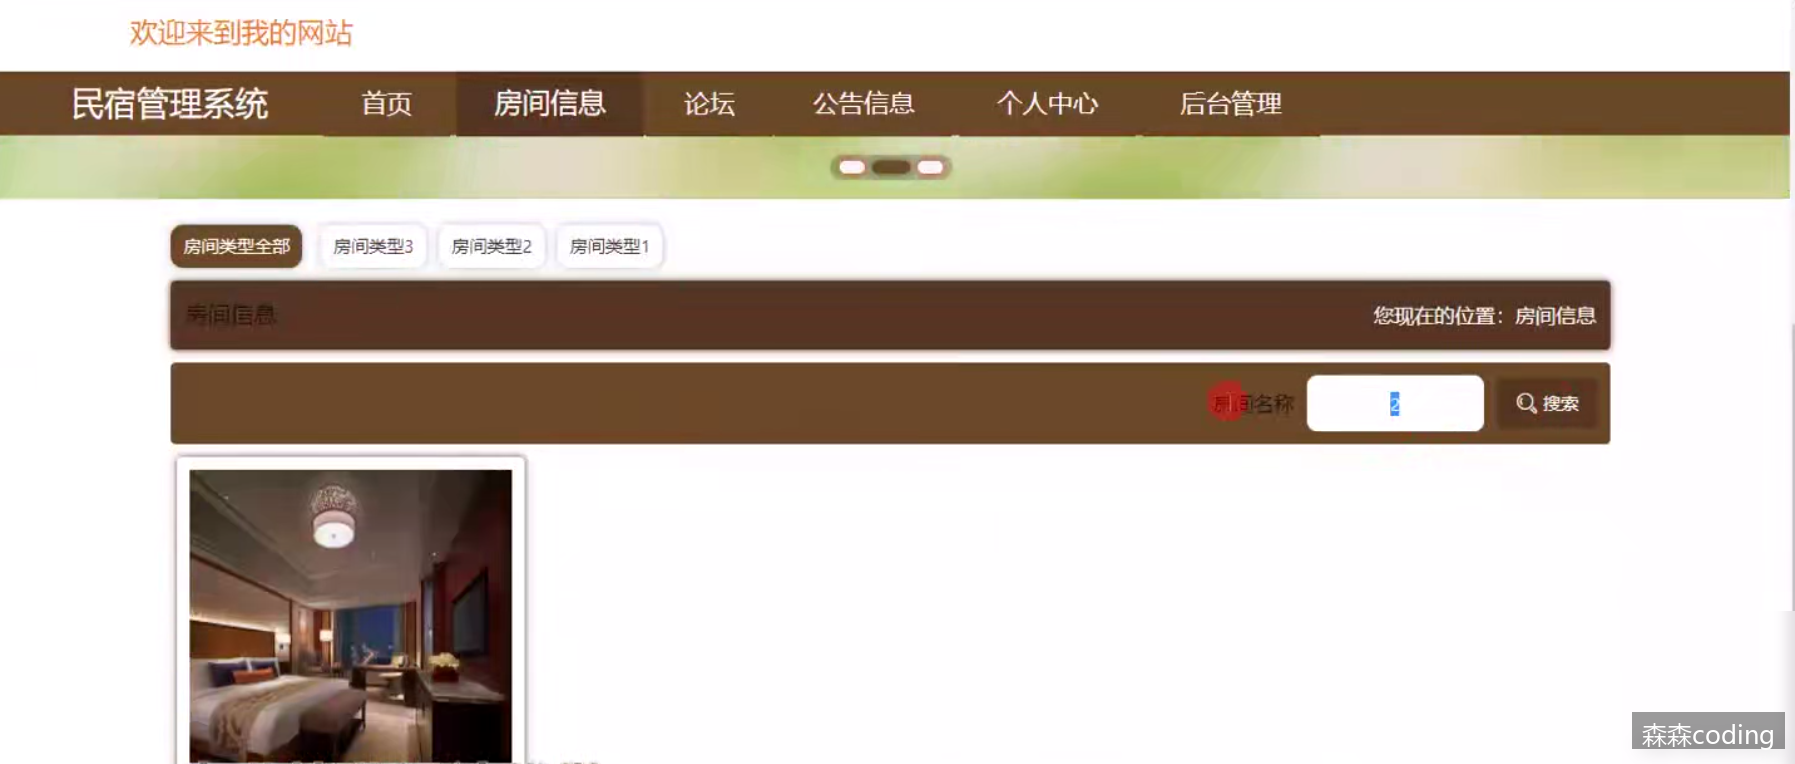 欢迎来到我的网站
民宿管理系统 首页 房间信息 论坛 公告信息 个人中心 后台管理
房间类型全部 房间类型3 房间类型2 房间类型1
房间信息 您现在的位置：房间信息
房间名称 2 搜索
森森coding